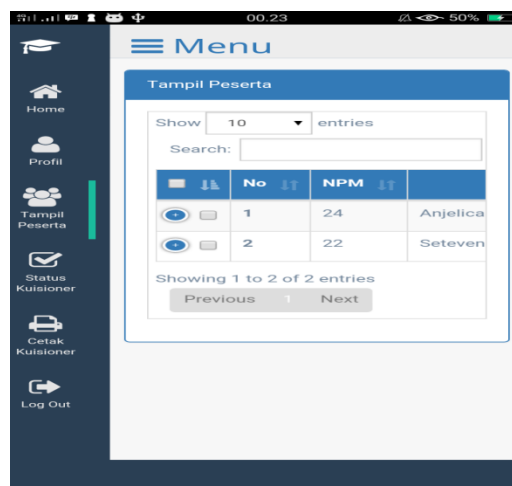 00.23
50%
Menu
Home
Profil
Tampil
Peserta
Status
Kuisioner
Cetak
Kuisioner
Log Out
Tampil Peserta
Show 10 entries
Search:
No NPM
1 24 Anjelica
2 22 Seteven
Showing 1 to 2 of 2 entries
Previous 1 Next